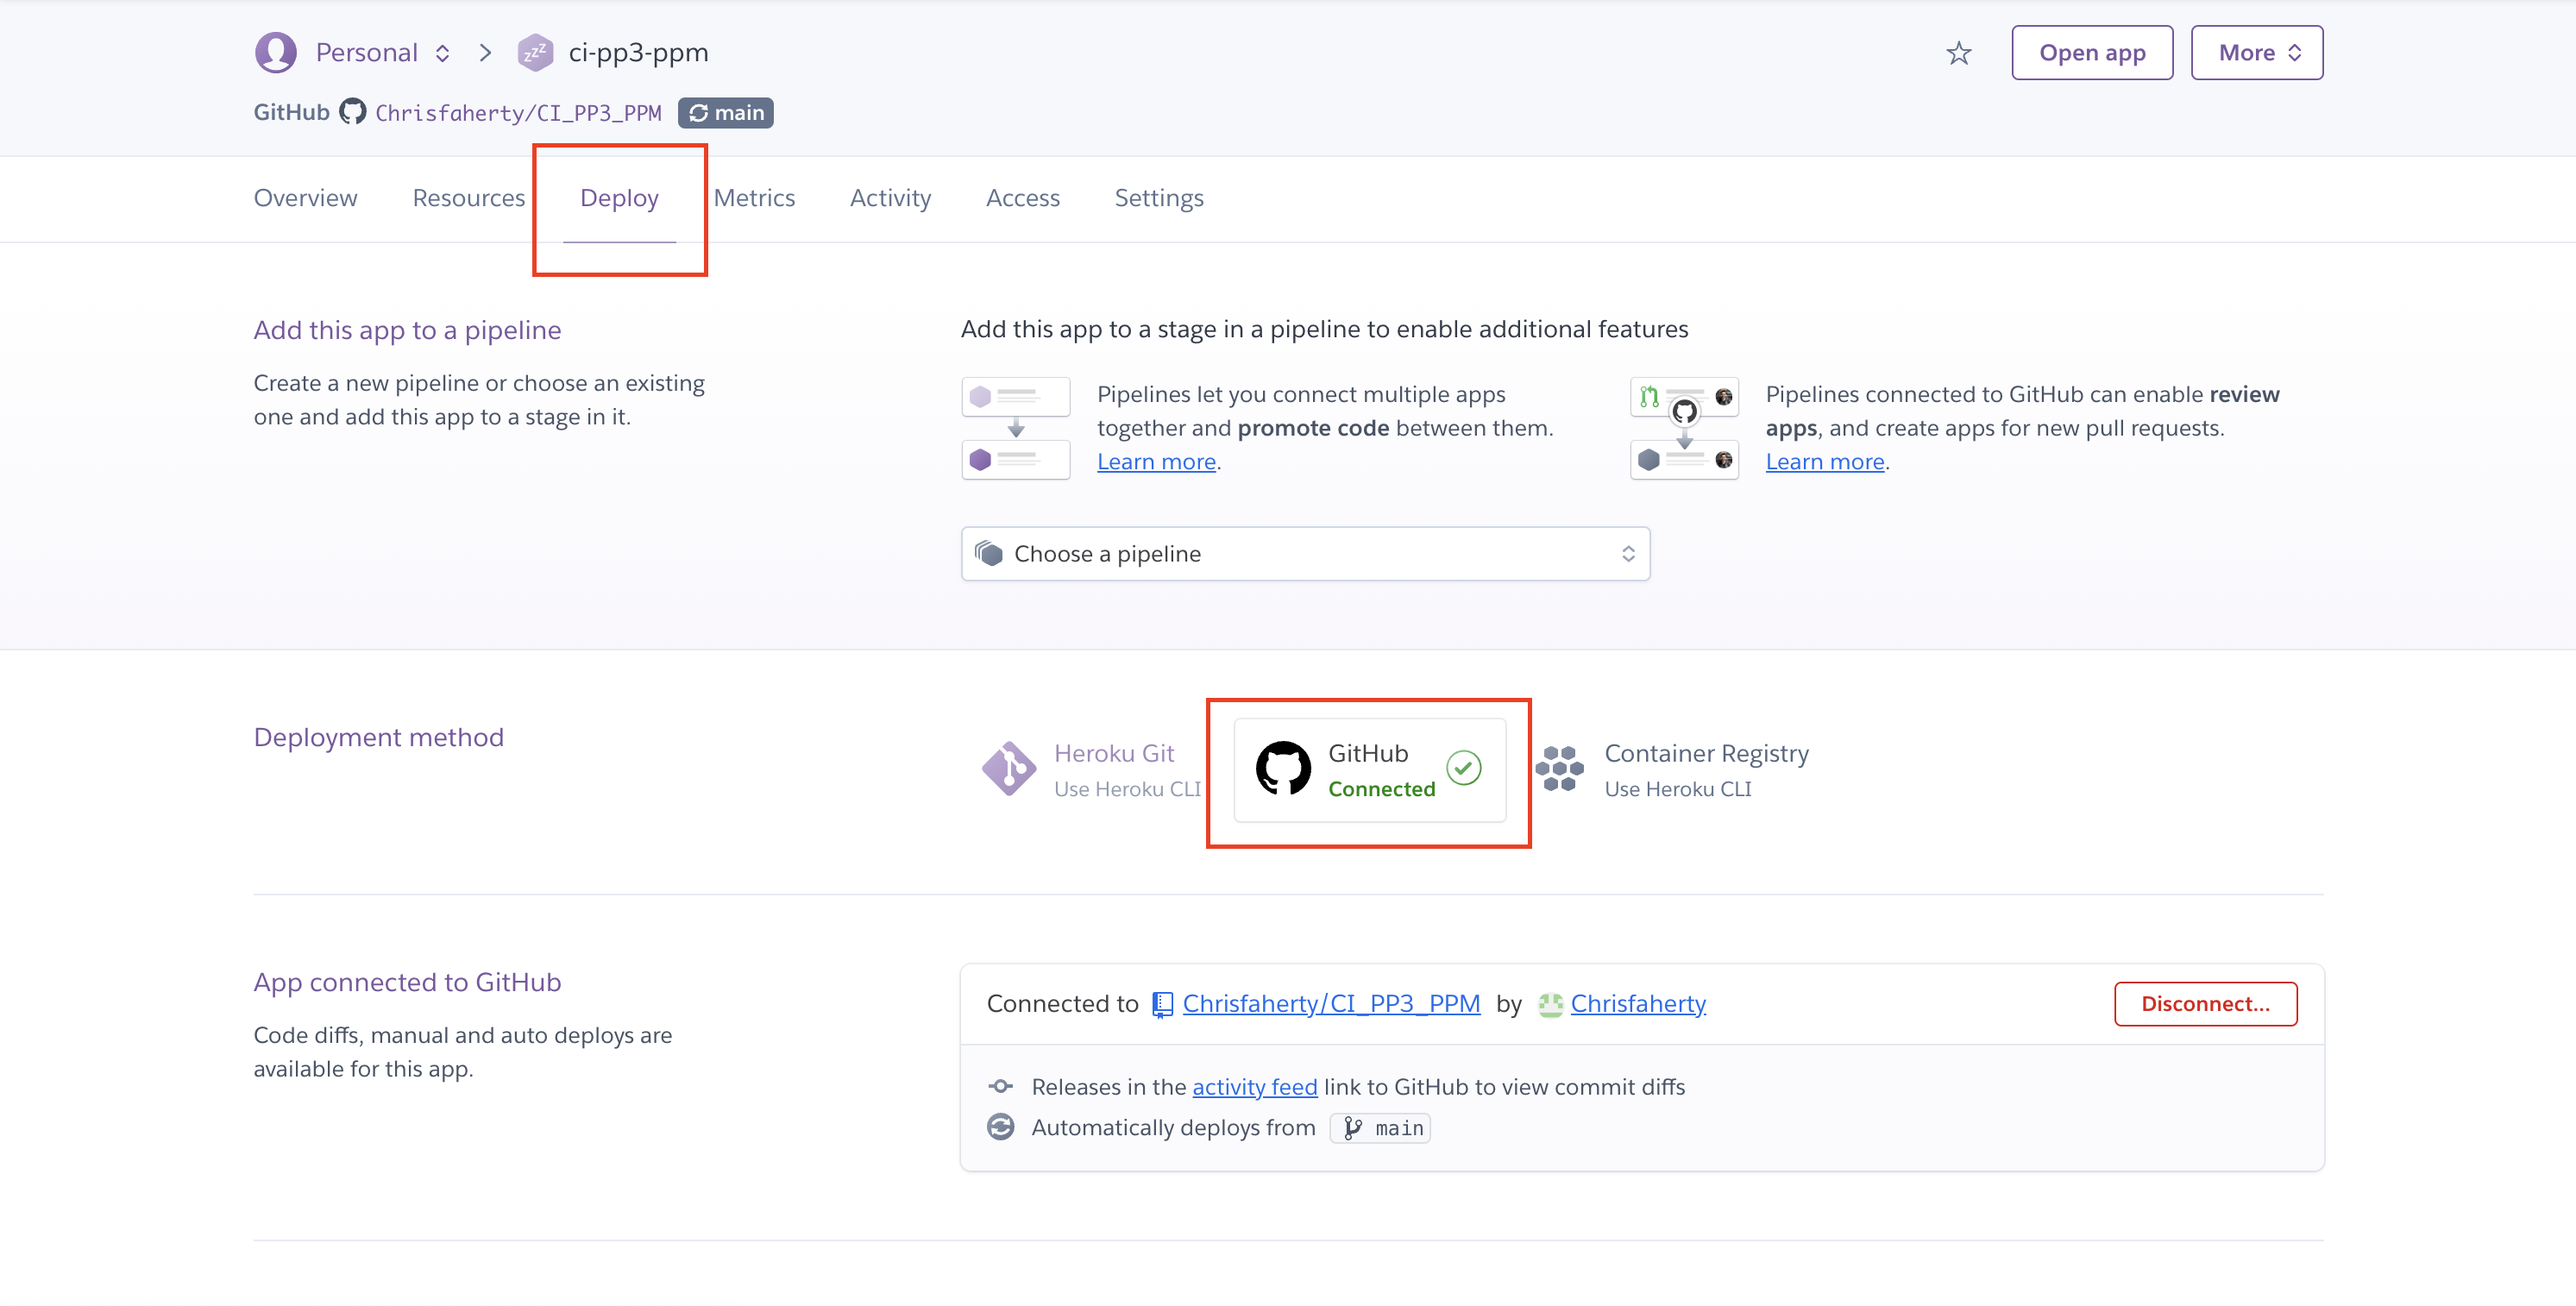 Personal > ci-pp3-ppm
Open app
More
GitHub Chrisfaherty/CI_PP3_PPM main
Overview Resources Deploy Metrics Activity Access Settings
Add this app to a pipeline
Create a new pipeline or choose an existing
one and add this app to a stage in it.
Add this app to a stage in a pipeline to enable additional features
Pipelines let you connect multiple apps
together and promote code between them.
Learn more.
Pipelines connected to GitHub can enable review
apps, and create apps for new pull requests.
Learn more.
Choose a pipeline
Deployment method
Heroku Git
Use Heroku CLI
GitHub
Connected
Container Registry
Use Heroku CLI
App connected to GitHub
Code diffs, manual and auto deploys are
available for this app.
Connected to Chrisfaherty/CI_PP3_PPM by Chrisfaherty
Disconnect...
Releases in the activity feed link to GitHub to view commit diffs
Automatically deploys from main